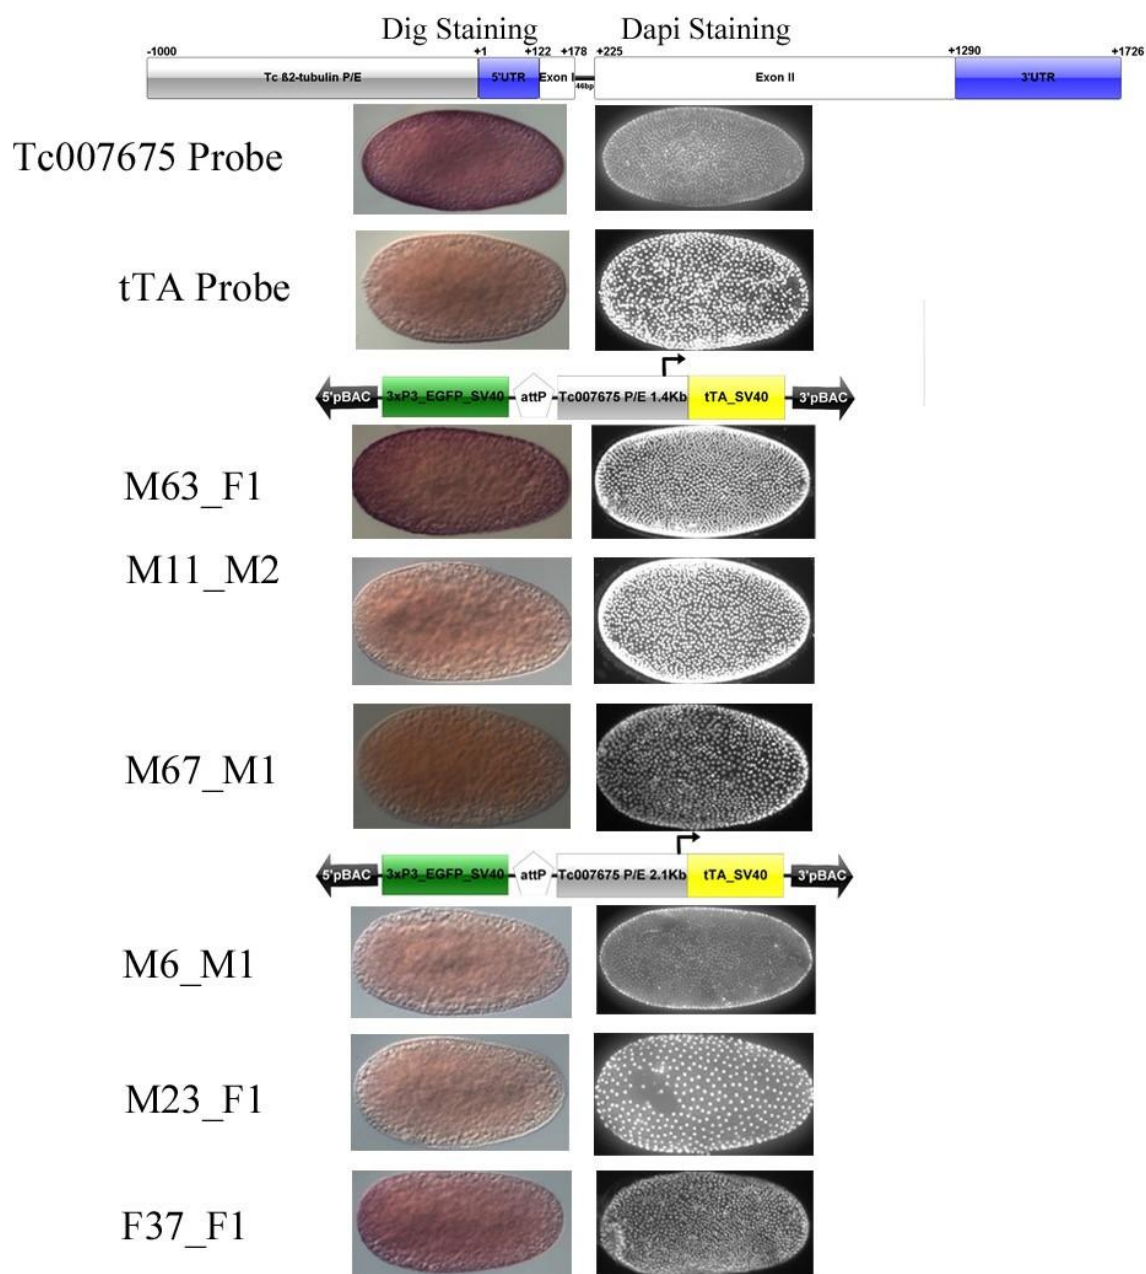 Dig Staining Dapi Staining
-1000 +1 +122 +178 +225 +1290 +1726
Tc ß2-tubulin P/E 5'UTR Exon I 46bp Exon II 3'UTR
Tc007675 Probe
tTA Probe
5'pBAC 3xP3_EGFP_SV40 attP Tc007675 P/E 1.4Kb tTA_SV40 3'pBAC
M63_F1
M11_M2
M67_M1
5'pBAC 3xP3_EGFP_SV40 attP Tc007675 P/E 2.1Kb tTA_SV40 3'pBAC
M6_M1
M23_F1
F37_F1